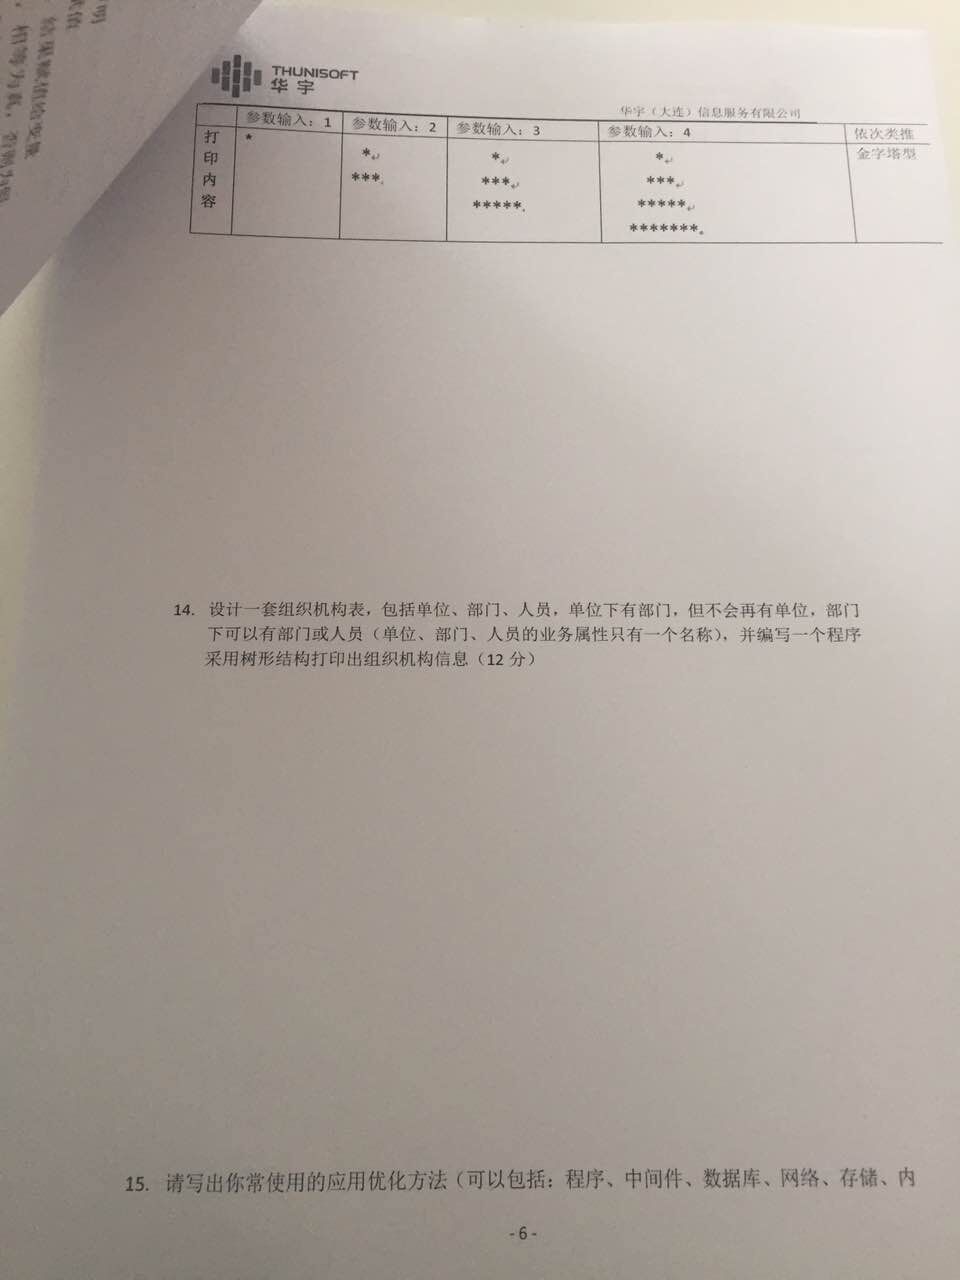 THUNISOFT
华宇
华宇（大连）信息服务有限公司
参数输入：1 参数输入：2 参数输入：3 参数输入：4 依次类推
打印内容
*
*
***
*
***
*****
*
***
*****
*******
金字塔型
14. 设计一套组织机构表，包括单位、部门、人员，单位下有部门，但不会再有单位，部门
下可以有部门或人员（单位、部门、人员的业务属性只有一个名称），并编写一个程序
采用树形结构打印出组织机构信息（12 分）
15. 请写出你常使用的应用优化方法（可以包括：程序、中间件、数据库、网络、存储、内
- 6 -